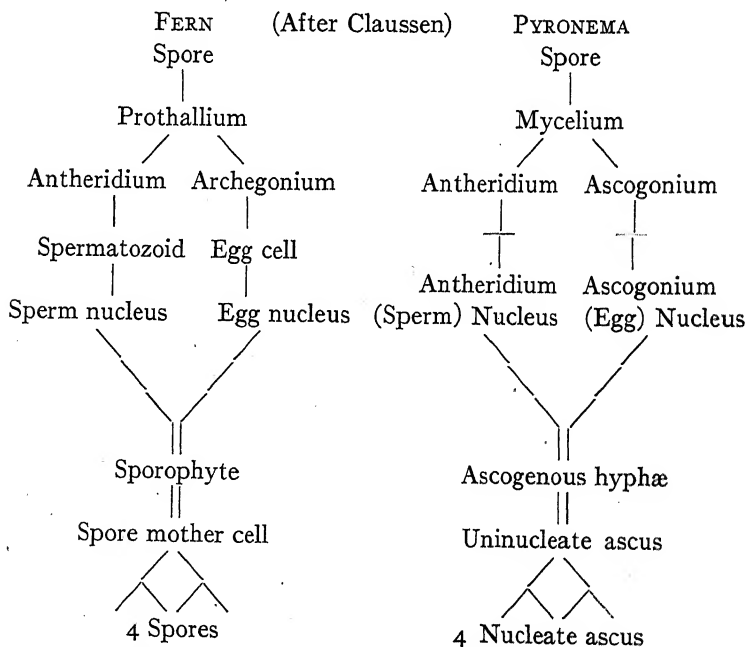 FERN (After Claussen) PYRONEMA
Spore Spore
Prothallium Mycelium
Antheridium Archegonium Antheridium Ascogonium
Spermatozoid Egg cell
Sperm nucleus Egg nucleus Antheridium Ascogonium
(Sperm) Nucleus (Egg) Nucleus
Sporophyte Ascogenous hyphæ
Spore mother cell Uninucleate ascus
4 Spores 4 Nucleate ascus